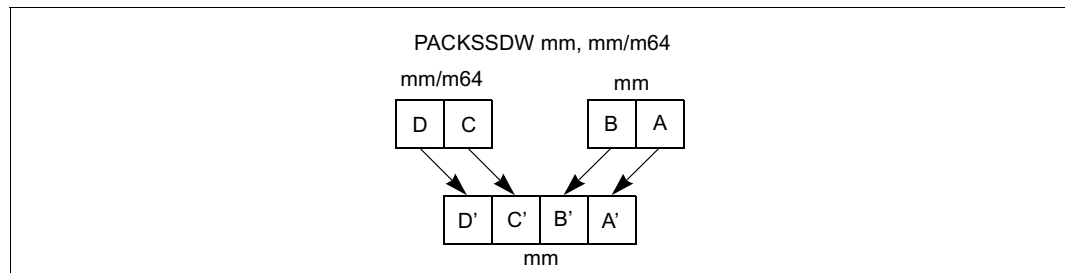 PACKSSDW mm, mm/m64
mm/m64 mm
D C B A
D’ C’ B’ A’
mm